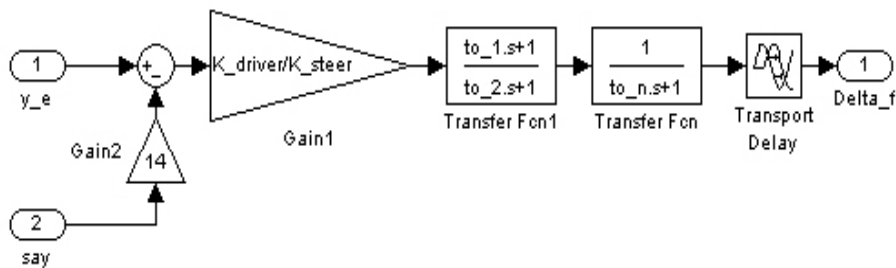 1
y_e
+_
K_driver/K_steer
Gain1
to_1.s+1
to_2.s+1
Transfer Fcn1
1
to_n.s+1
Transfer Fcn
Transport
Delay
1
Delta_f
Gain2
14
2
say